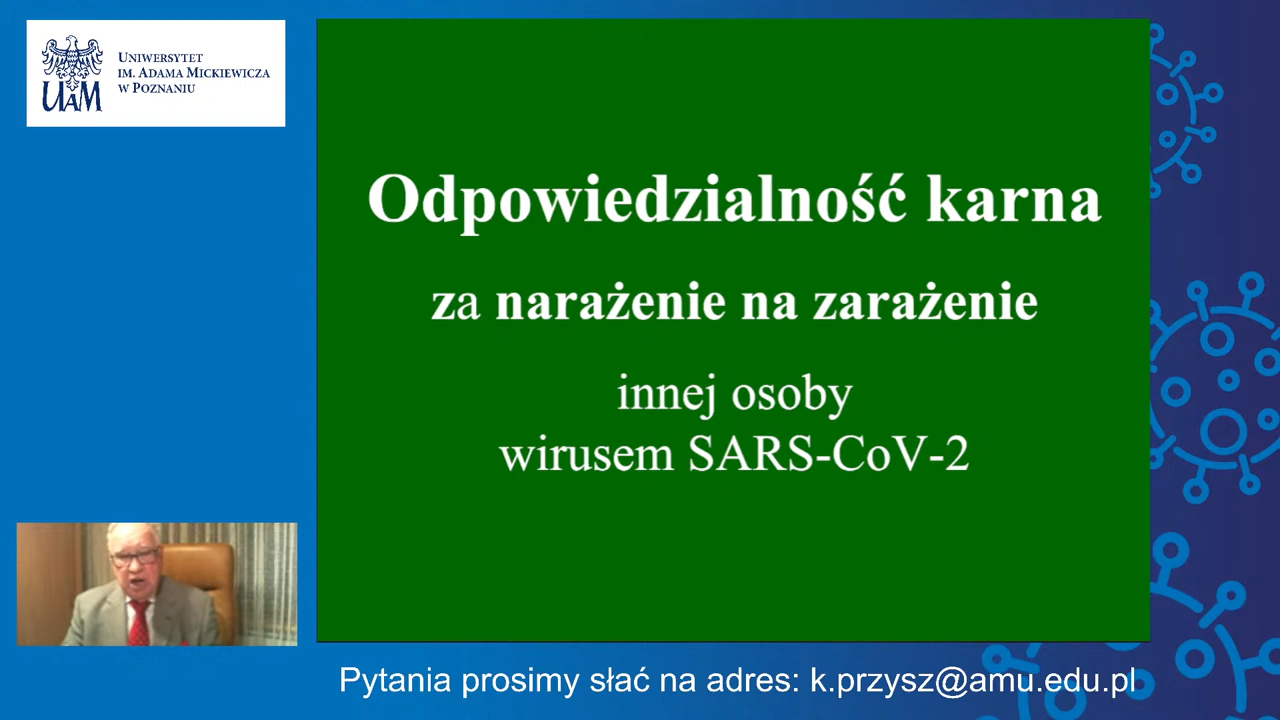 UNIWERSYTET
IM. ADAMA MICKIEWICZA
W POZNANIU
UAM
Odpowiedzialność karna
za narażenie na zarażenie
innej osoby
wirusem SARS-CoV-2
Pytania prosimy słać na adres: k.przysz@amu.edu.pl